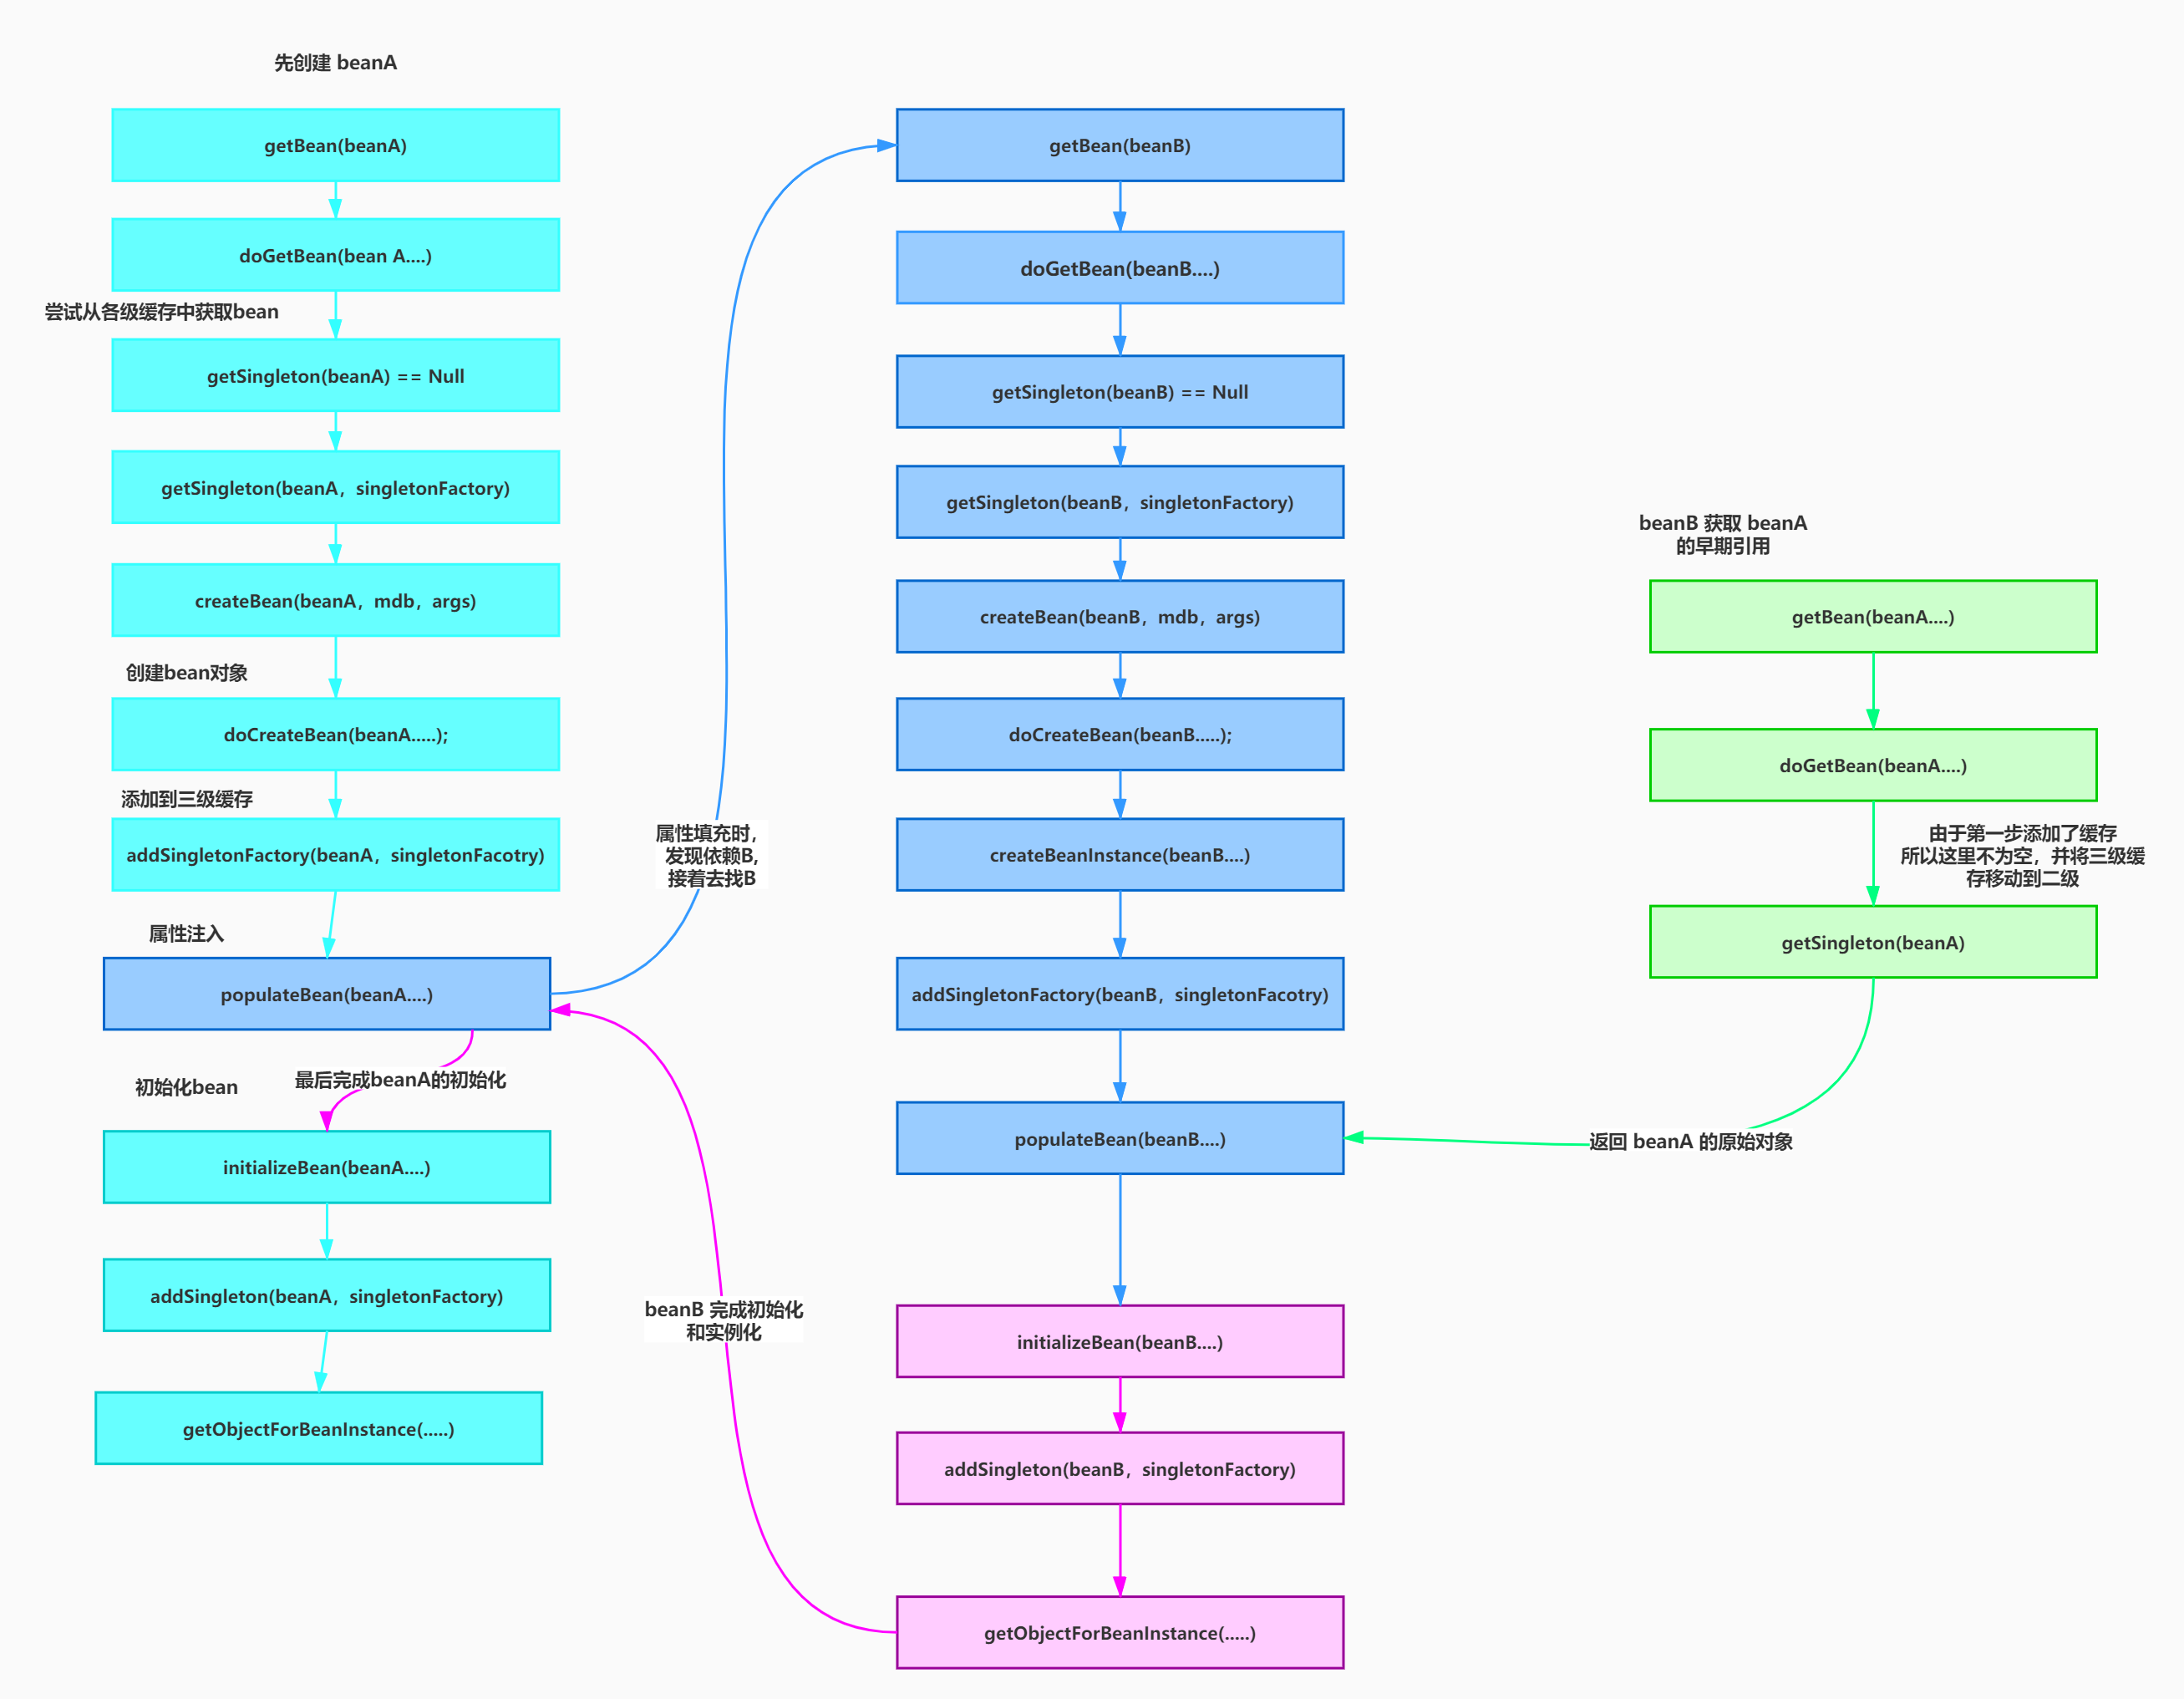 先创建 beanA
getBean(beanA)
doGetBean(bean A....)
尝试从各级缓存中获取bean
getSingleton(beanA) == Null
getSingleton(beanA，singletonFactory)
createBean(beanA，mdb，args)
创建bean对象
doCreateBean(beanA.....);
添加到三级缓存
addSingletonFactory(beanA，singletonFacotry)
属性注入
populateBean(beanA....)
初始化bean
最后完成beanA的初始化
initializeBean(beanA....)
addSingleton(beanA，singletonFactory)
getObjectForBeanInstance(.....)
属性填充时，
发现依赖B，
接着去找B
beanB 完成初始化
和实例化
getBean(beanB)
doGetBean(beanB....)
getSingleton(beanB) == Null
getSingleton(beanB，singletonFactory)
createBean(beanB，mdb，args)
doCreateBean(beanB.....);
createBeanInstance(beanB....)
addSingletonFactory(beanB，singletonFacotry)
populateBean(beanB....)
initializeBean(beanB....)
addSingleton(beanB，singletonFactory)
getObjectForBeanInstance(.....)
beanB 获取 beanA
的早期引用
getBean(beanA....)
doGetBean(beanA....)
由于第一步添加了缓存
所以这里不为空，并将三级缓
存移动到二级
getSingleton(beanA)
返回 beanA 的原始对象